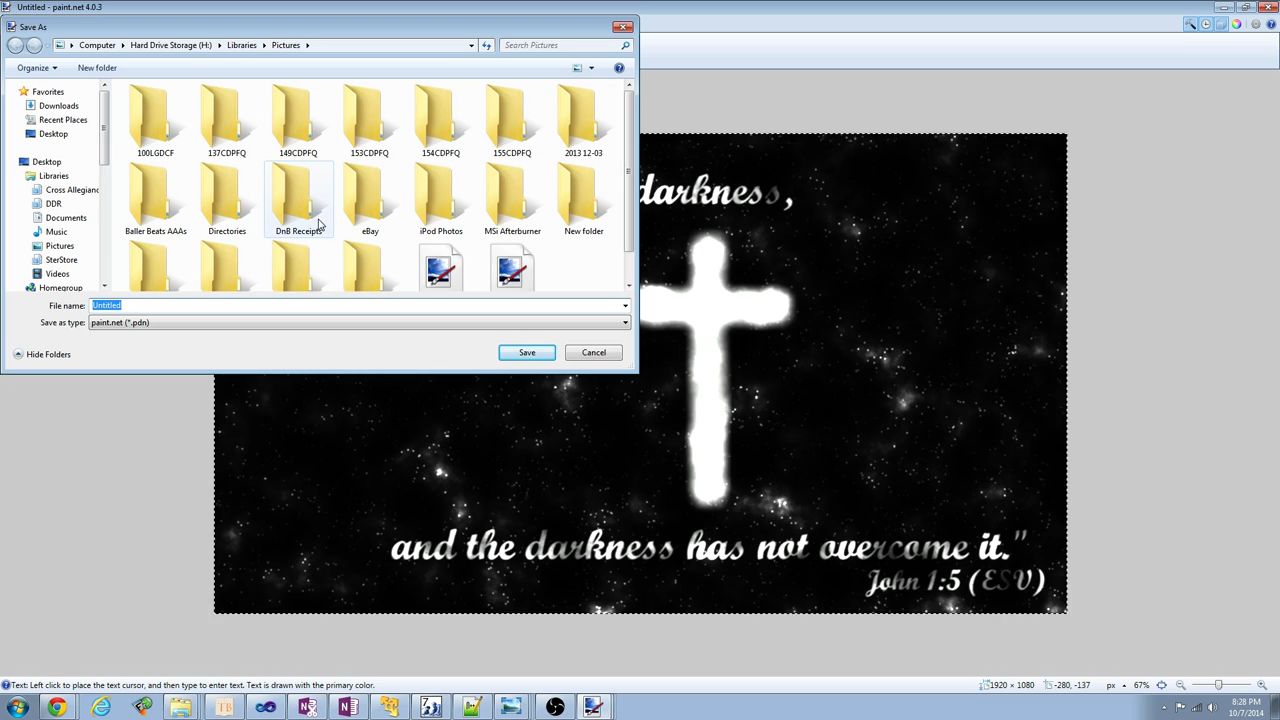 Untitled - paint.net 4.0.3
Save As
Computer
Hard Drive Storage (H:)
Libraries
Pictures
Search Pictures
Organize
New folder
Favorites
Downloads
Recent Places
Desktop
Desktop
Libraries
Cross Allegianc
DDR
Documents
Music
Pictures
SterStore
Videos
Homegroup
100LGDCF
137CDPFQ
149CDPFQ
153CDPFQ
154CDPFQ
155CDPFQ
2013 12-03
Baller Beats AAAs
Directories
DnB Receipts
eBay
iPod Photos
MSi Afterburner
New folder
File name:
Untitled
Save as type:
paint.net (*.pdn)
Hide Folders
Save
Cancel
darkness,
and the darkness has not overcome it."
John 1:5 (ESV)
Text: Left click to place the text cursor, and then type to enter text. Text is drawn with the primary color.
1920 × 1080
-280, -137
px
67%
TB
8:28 PM
10/7/2014